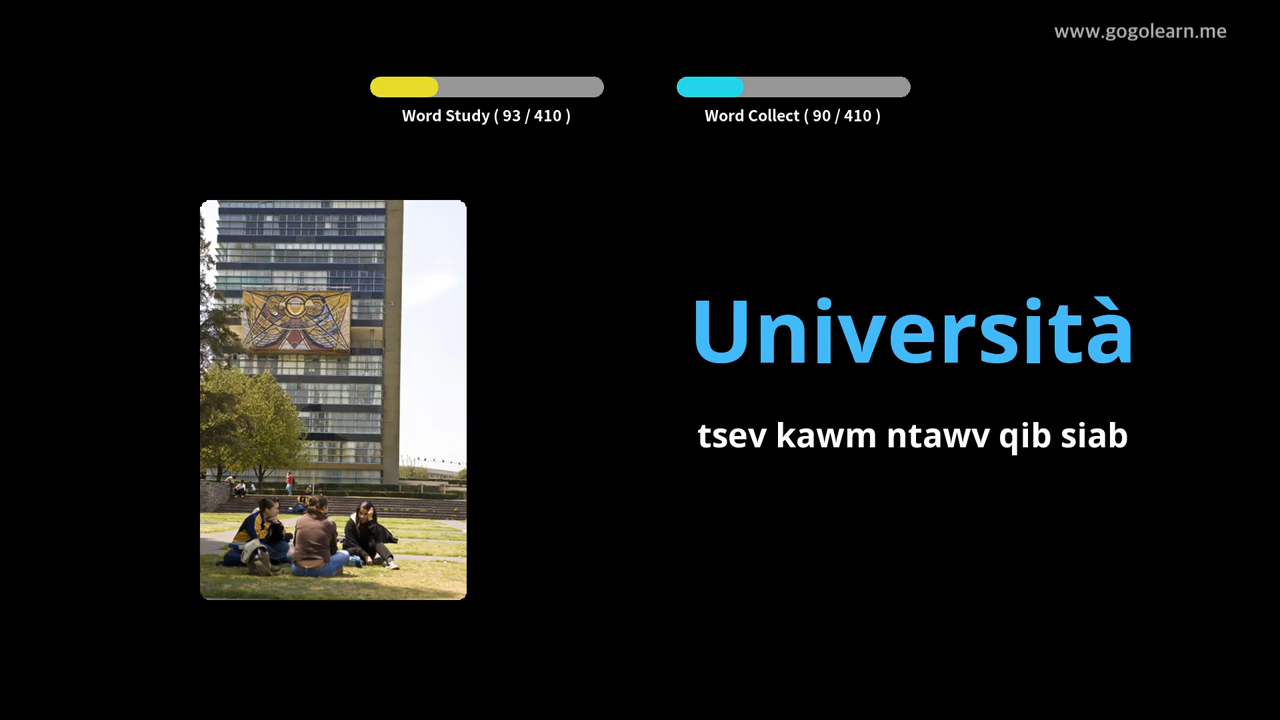 www.gogolearn.me
Word Study ( 93 / 410 )
Word Collect ( 90 / 410 )
Università
tsev kawm ntawv qib siab